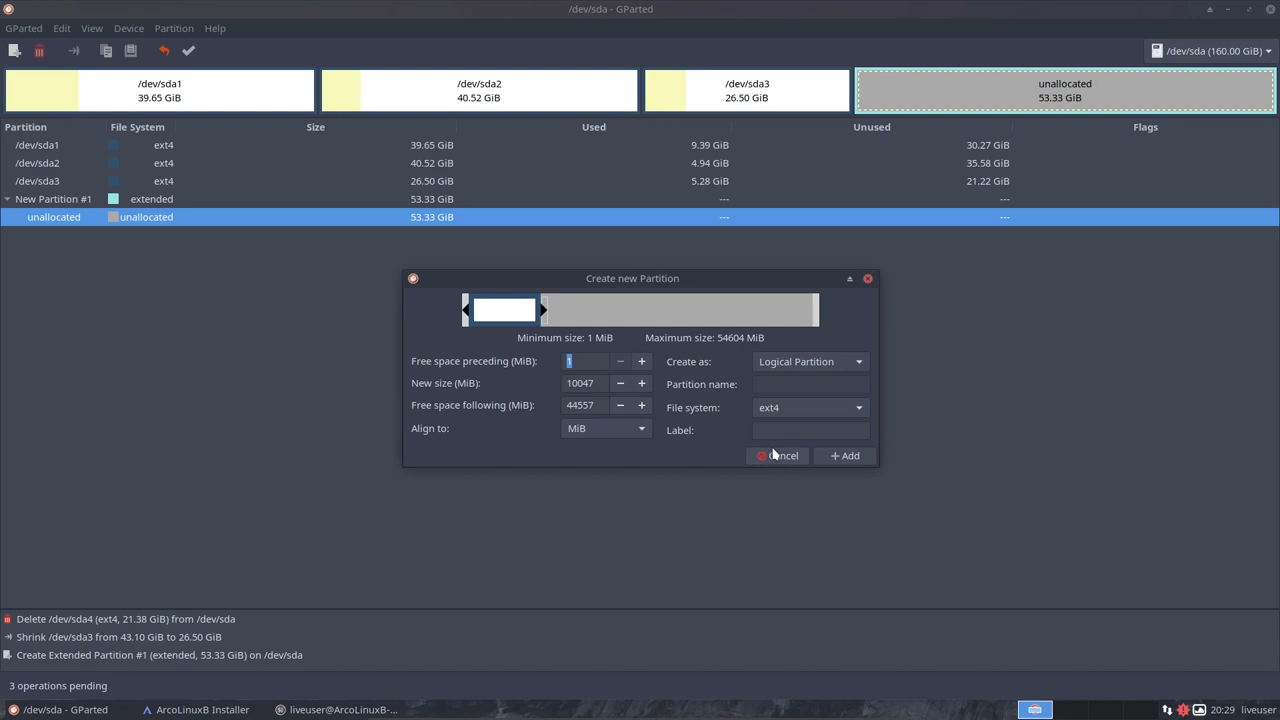 /dev/sda - GParted
GParted Edit View Device Partition Help
/dev/sda (160.00 GiB)
/dev/sda1 /dev/sda2 /dev/sda3 unallocated
39.65 GiB 40.52 GiB 26.50 GiB 53.33 GiB
Partition File System Size Used Unused Flags
/dev/sda1 ext4 39.65 GiB 9.39 GiB 30.27 GiB
/dev/sda2 ext4 40.52 GiB 4.94 GiB 35.58 GiB
/dev/sda3 ext4 26.50 GiB 5.28 GiB 21.22 GiB
New Partition #1 extended 53.33 GiB --- ---
unallocated unallocated 53.33 GiB --- ---
Create new Partition
Minimum size: 1 MiB Maximum size: 54604 MiB
Free space preceding (MiB): 1 Create as: Logical Partition
New size (MiB): 10047 Partition name:
Free space following (MiB): 44557 File system: ext4
Align to: MiB Label:
Cancel Add
Delete /dev/sda4 (ext4, 21.38 GiB) from /dev/sda
Shrink /dev/sda3 from 43.10 GiB to 26.50 GiB
Create Extended Partition #1 (extended, 53.33 GiB) on /dev/sda
3 operations pending
/dev/sda - GParted ArcoLinuxB Installer liveuser@ArcoLinuxB-... 20:29 liveuser